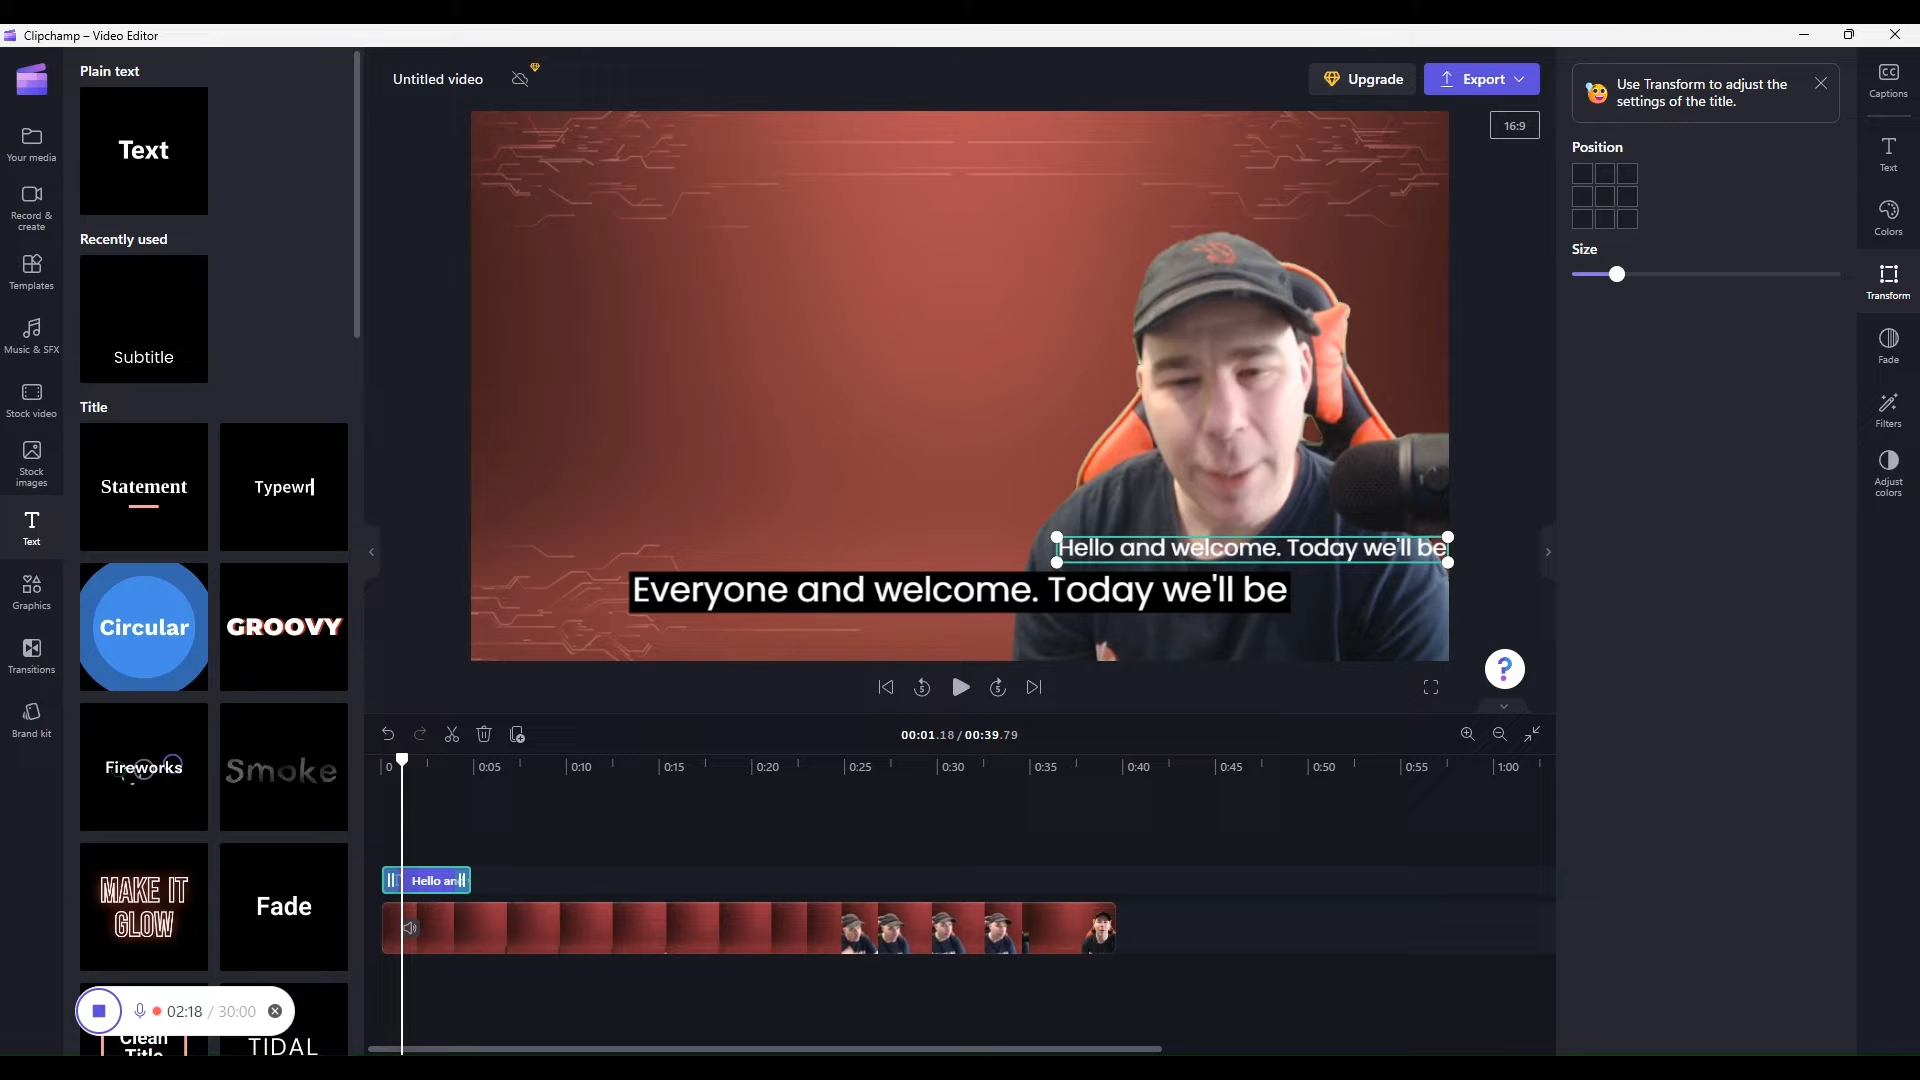 Clipchamp – Video Editor
Your media
Record &
create
Templates
Music & SFX
Stock video
Stock
images
Text
Graphics
Transitions
Brand kit
Plain text
Text
Recently used
Subtitle
Title
Statement
Typewr
Circular
GROOVY
Fireworks
Smoke
MAKE IT
GLOW
Fade
Clean
Title
TIDAL
02:18 / 30:00
Untitled video
Upgrade
Export
16:9
Hello and welcome. Today we'll be
Everyone and welcome. Today we'll be
5
5
?
00:01.18 / 00:39.79
0
0:05
0:10
0:15
0:20
0:25
0:30
0:35
0:40
0:45
0:50
0:55
1:00
Hello an
Use Transform to adjust the
settings of the title.
Position
Size
CC
Captions
Text
Colors
Transform
Fade
Filters
Adjust
colors